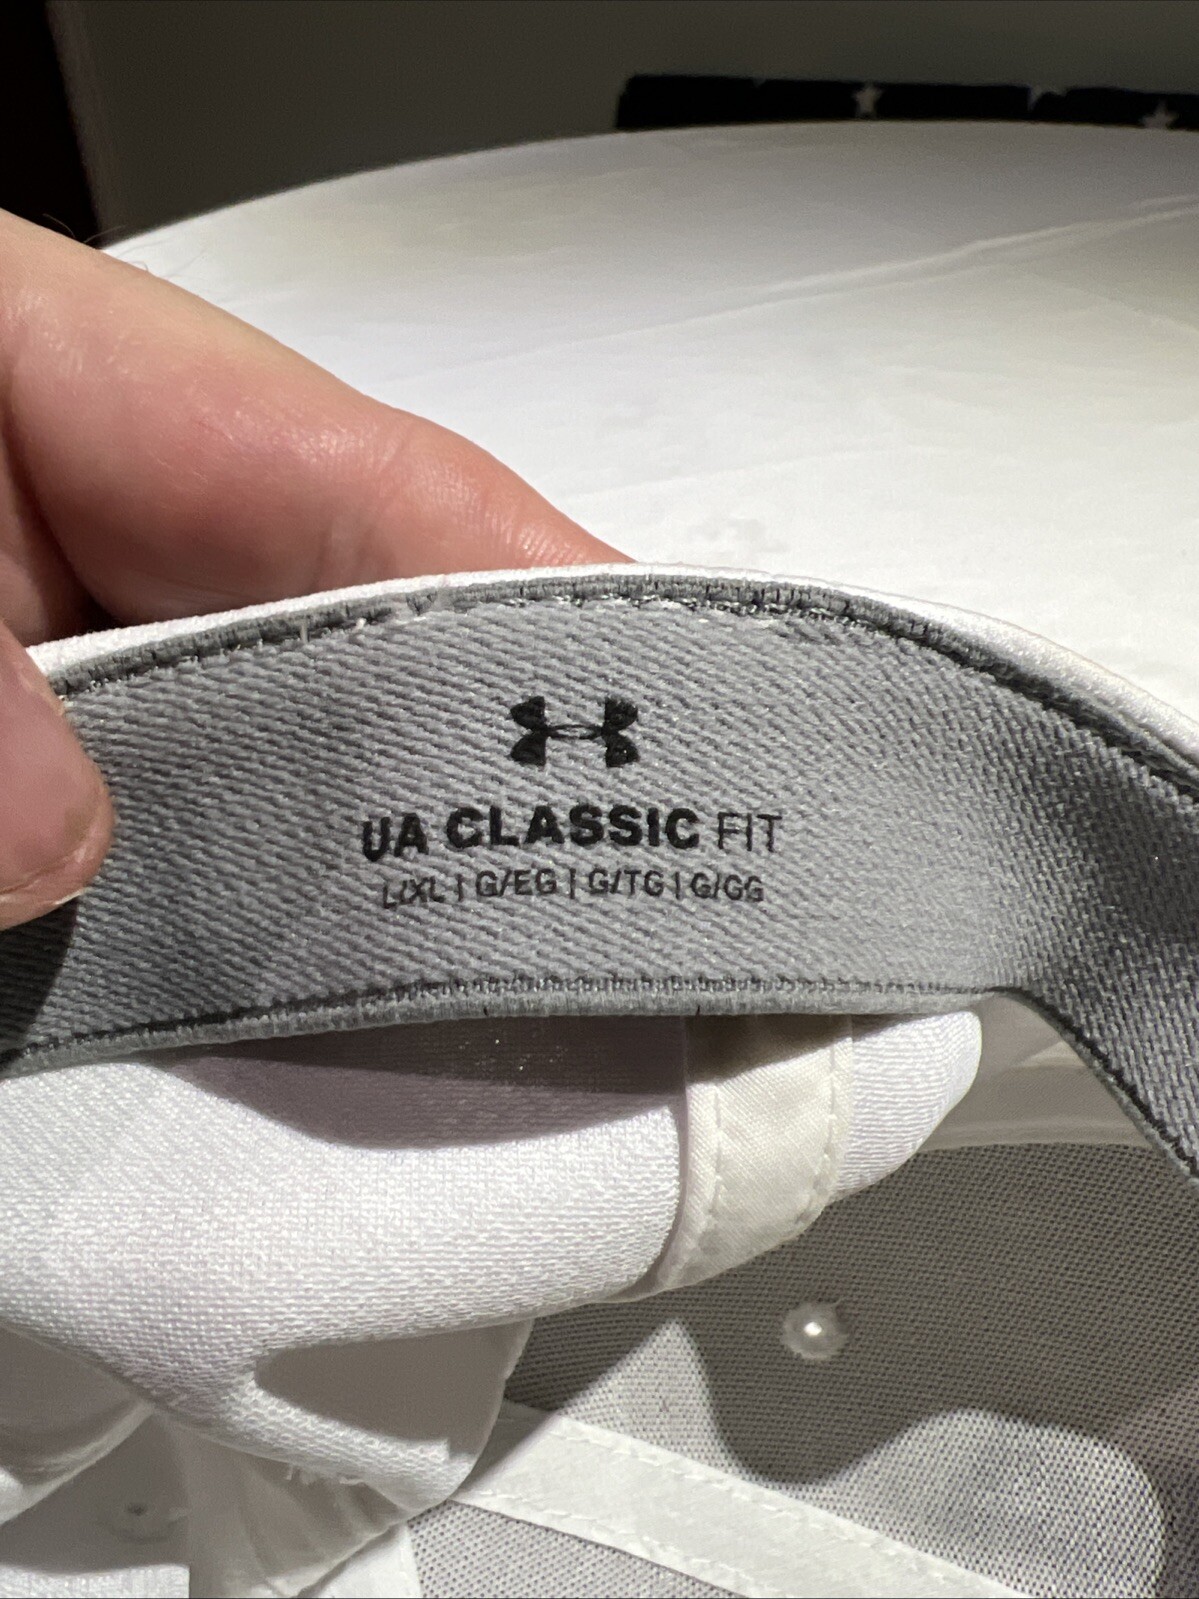 UA CLASSIC FIT
L/XL | G/EG | G/TG | G/GG